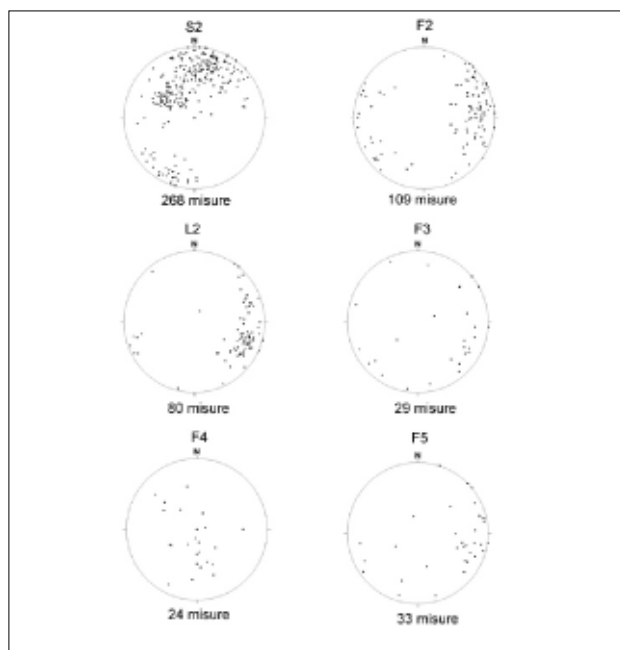 S2
N
268 misure
F2
N
109 misure
L2
N
80 misure
F3
N
29 misure
F4
N
24 misure
F5
N
33 misure